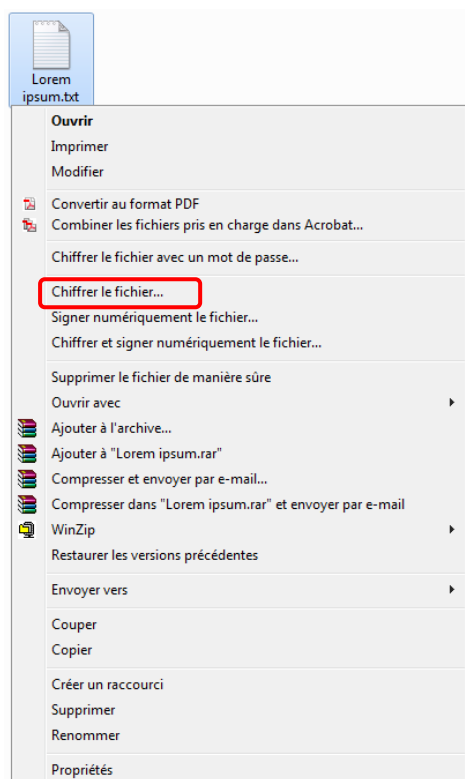 Lorem
ipsum.txt
Ouvrir
Imprimer
Modifier
Convertir au format PDF
Combiner les fichiers pris en charge dans Acrobat...
Chiffrer le fichier avec un mot de passe...
Chiffrer le fichier...
Signer numériquement le fichier...
Chiffrer et signer numériquement le fichier...
Supprimer le fichier de manière sûre
Ouvrir avec
Ajouter à l'archive...
Ajouter à "Lorem ipsum.rar"
Compresser et envoyer par e-mail...
Compresser dans "Lorem ipsum.rar" et envoyer par e-mail
WinZip
Restaurer les versions précédentes
Envoyer vers
Couper
Copier
Créer un raccourci
Supprimer
Renommer
Propriétés